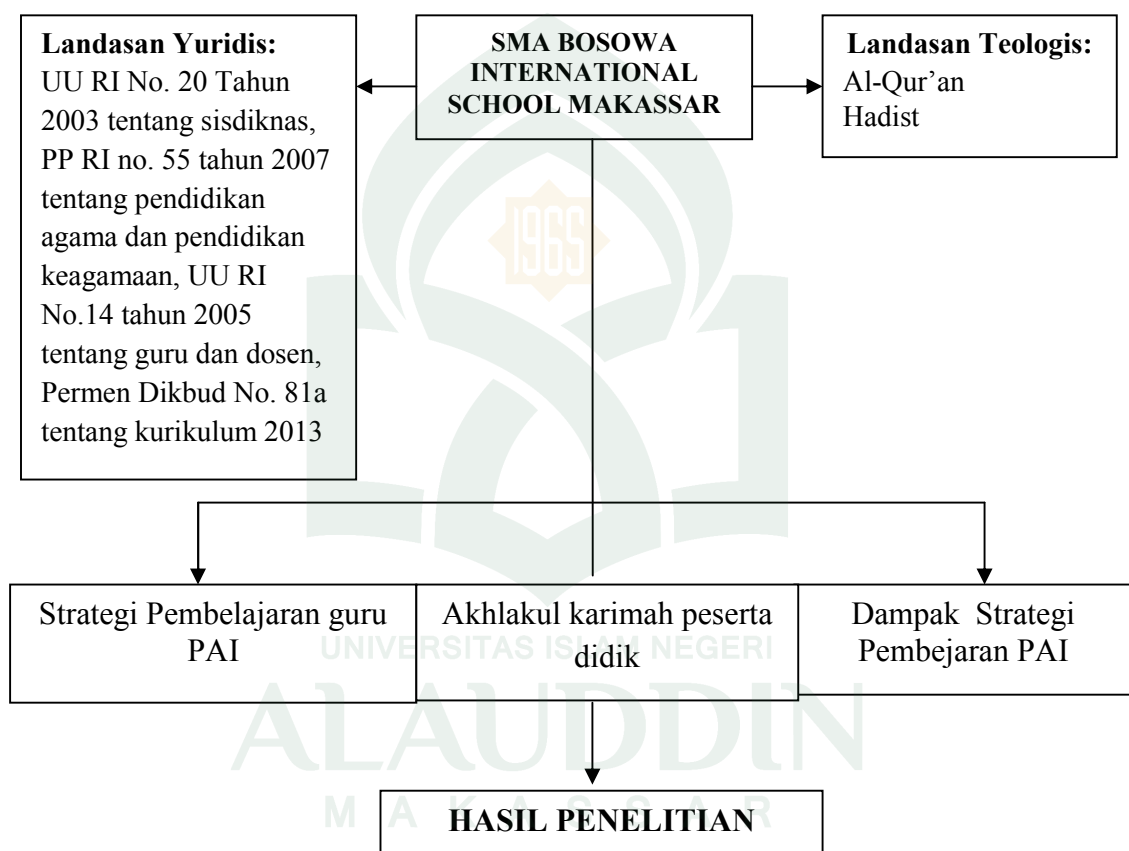 Landasan Yuridis:
UU RI No. 20 Tahun
2003 tentang sisdiknas,
PP RI no. 55 tahun 2007
tentang pendidikan
agama dan pendidikan
keagamaan, UU RI
No.14 tahun 2005
tentang guru dan dosen,
Permen Dikbud No. 81a
tentang kurikulum 2013
SMA BOSOWA
INTERNATIONAL
SCHOOL MAKASSAR
Landasan Teologis:
Al-Qur’an
Hadist
1965
Strategi Pembelajaran guru
PAI
Akhlakul karimah peserta
didik
Dampak Strategi
Pembejaran PAI
UNIVERSITAS ISLAM NEGERI
ALAUDDIN
MAKASSAR
HASIL PENELITIAN